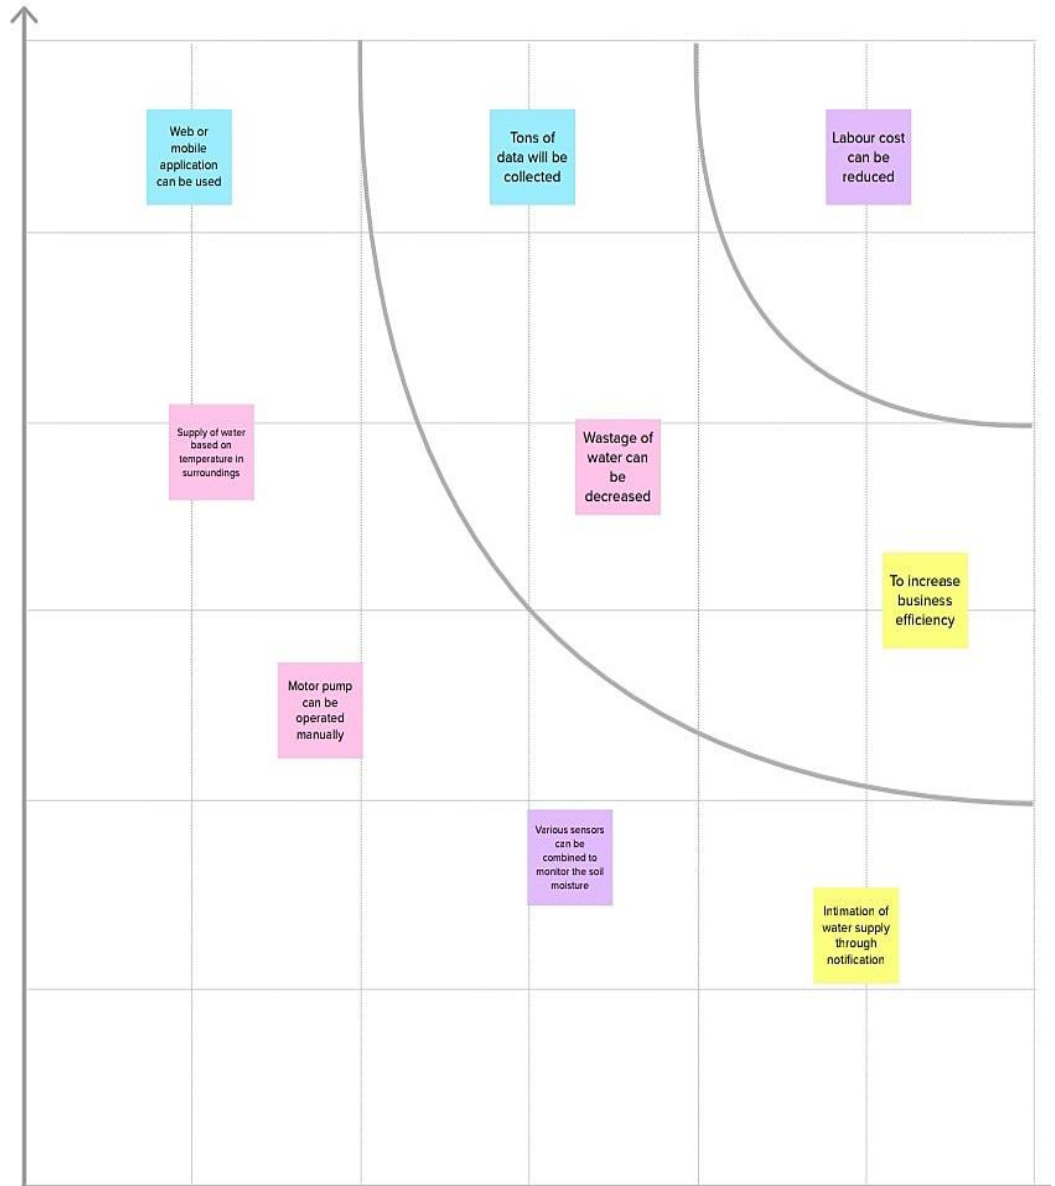 Web or
mobile
application
can be used
Tons of
data will be
collected
Labour cost
can be
reduced
Supply of water
based on
temperature in
surroundings
Wastage of
water can
be
decreased
To increase
business
efficiency
Motor pump
can be
operated
manually
Various sensors
can be
combined to
monitor the soil
moisture
Intimation of
water supply
through
notification